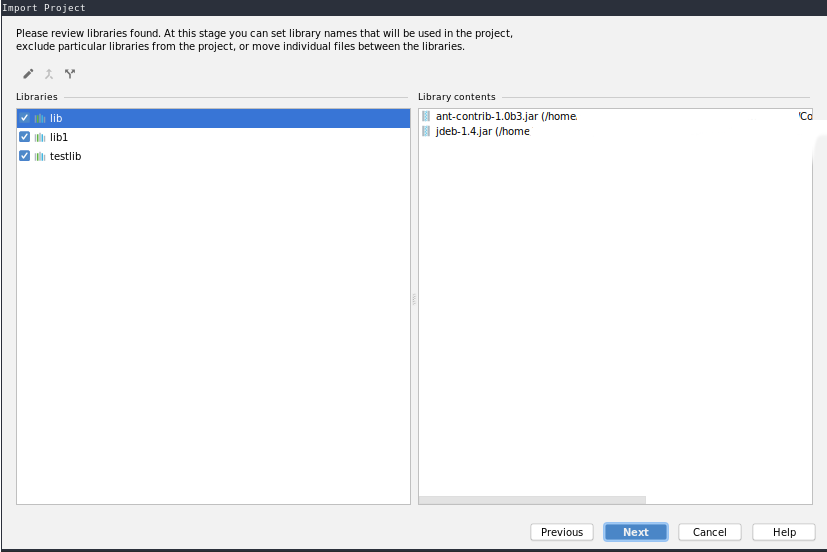 Import Project
Please review libraries found. At this stage you can set library names that will be used in the project,
exclude particular libraries from the project, or move individual files between the libraries.
Libraries
lib
lib1
testlib
Library contents
ant-contrib-1.0b3.jar (/home
jdeb-1.4.jar (/home
Previous
Next
Cancel
Help